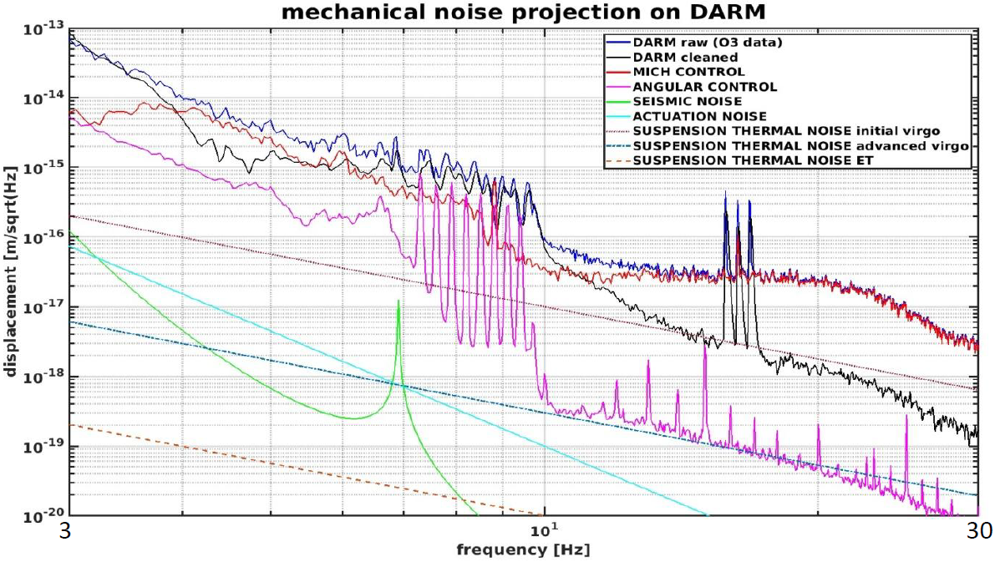 mechanical noise projection on DARM
10-13
10-14
10-15
10-16
10-17
10-18
10-19
10-20
displacement [m/sqrt(Hz]
DARM raw (O3 data)
DARM cleaned
MICH CONTROL
ANGULAR CONTROL
SEISMIC NOISE
ACTUATION NOISE
SUSPENSION THERMAL NOISE initial virgo
SUSPENSION THERMAL NOISE advanced virgo
SUSPENSION THERMAL NOISE ET
3
10¹
30
frequency [Hz]